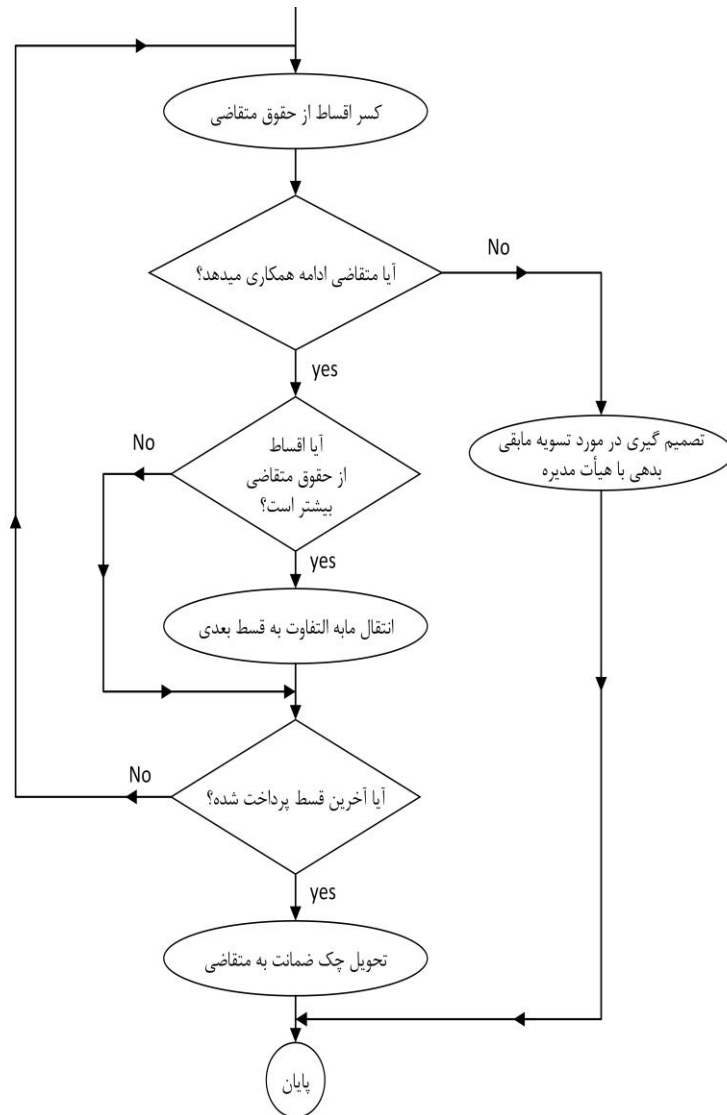 کسر اقساط از حقوق متقاضی
آیا متقاضی ادامه همکاری میدهد؟
No
yes
تصمیم گیری در مورد تسویه مابقی
بدهی با هیأت مدیره
No
آیا اقساط
از حقوق متقاضی
بیشتر است؟
yes
انتقال مابه التفاوت به قسط بعدی
No
آیا آخرین قسط پرداخت شده؟
yes
تحویل چک ضمانت به متقاضی
پایان